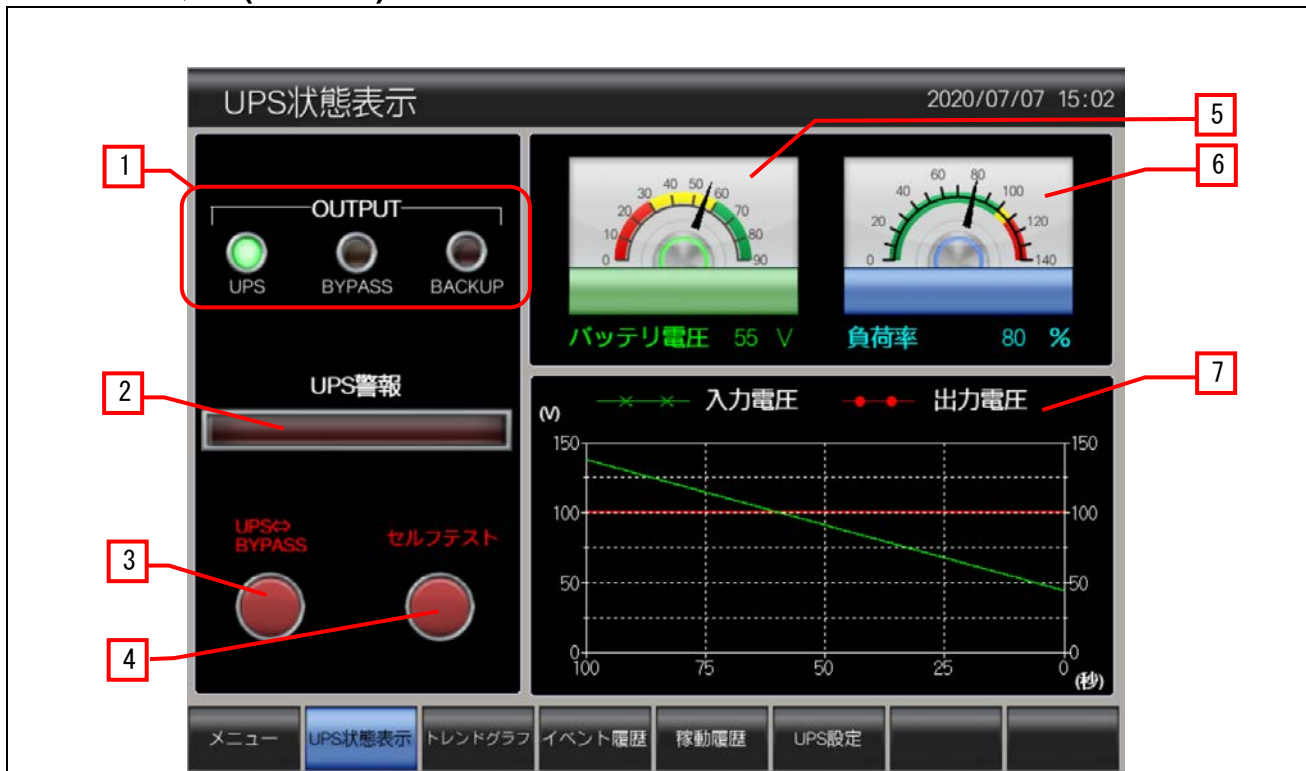 UPS状態表示
2020/07/07 15:02
1
OUTPUT
UPS
BYPASS
BACKUP
2
UPS警報
3
UPS⇔
BYPASS
セルフテスト
4
5
0
10
20
30
40
50
60
70
80
90
バッテリ電圧 55 V
6
0
20
40
60
80
100
120
140
負荷率 80 %
7
(V)
入力電圧
出力電圧
150
100
50
0
150
100
50
0
100
75
50
25
0
(秒)
メニュー
UPS状態表示
トレンドグラフ
イベント履歴
稼動履歴
UPS設定